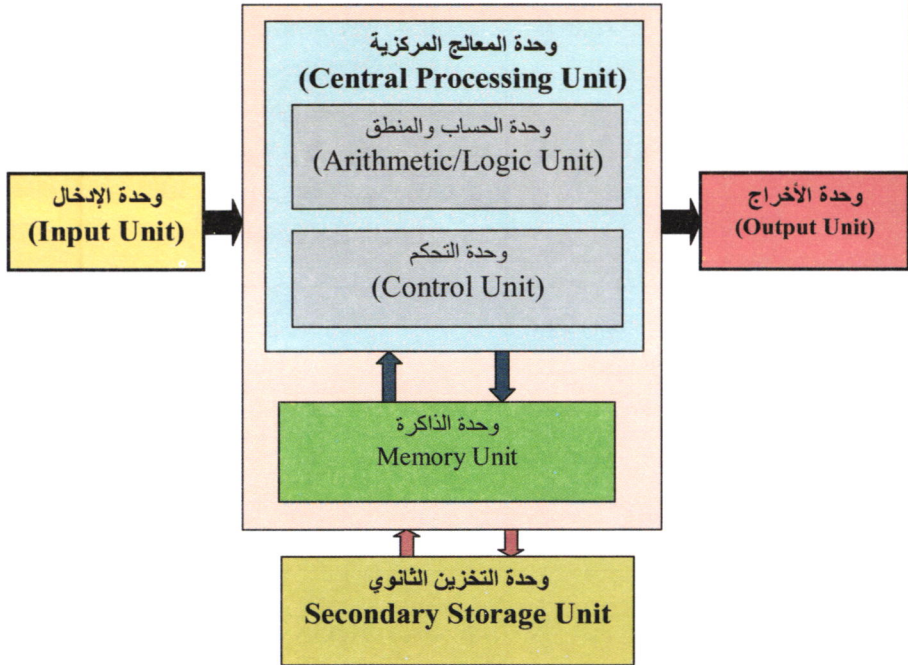 وحدة المعالج المركزية
(Central Processing Unit)
وحدة الحساب والمنطق
(Arithmetic/Logic Unit)
وحدة الإدخال
(Input Unit)
وحدة الأخراج
(Output Unit)
وحدة التحكم
(Control Unit)
وحدة الذاكرة
Memory Unit
وحدة التخزين الثانوي
Secondary Storage Unit